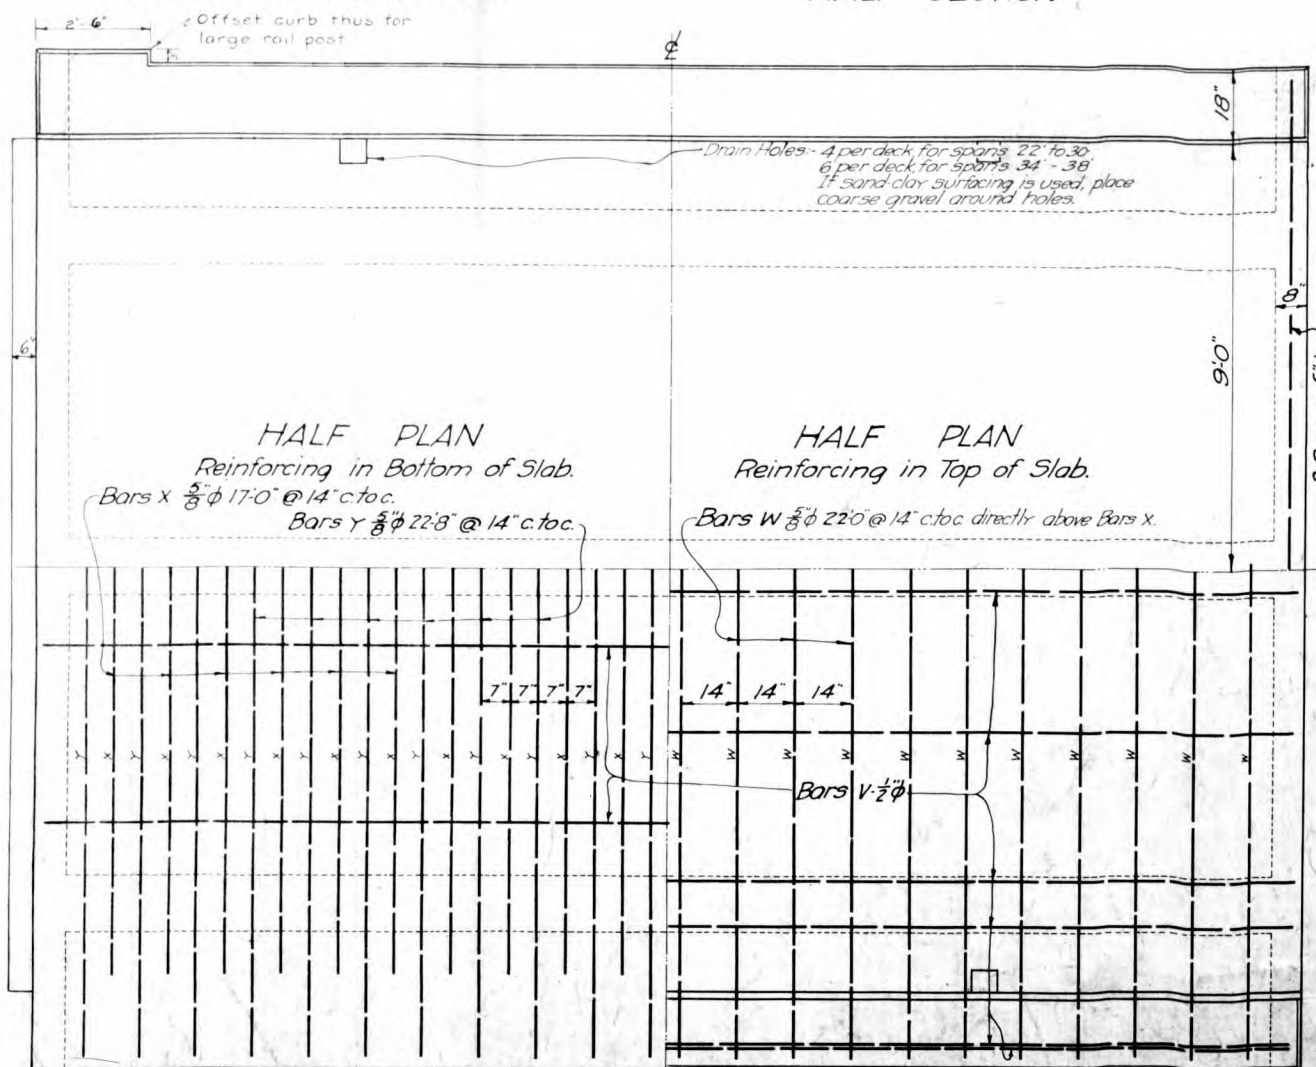 2'-6"
Offset curb thus for
large rail post
HALF SECTION
℄
18"
Drain Holes:- 4 per deck for spans 22' to 30'
6 per deck for spans 34' - 38'
If sand-clay surfacing is used, place
coarse gravel around holes.
8"
6"
9'-0"
HALF PLAN
Reinforcing in Bottom of Slab.
HALF PLAN
Reinforcing in Top of Slab.
Bars X 5/8"ϕ 17'-0" @ 14" c.to c.
Bars Y 5/8"ϕ 22'-8" @ 14" c.to c.
Bars W 5/8"ϕ 22'-0" @ 14" c.to c. directly above Bars X.
7" 7" 7" 7"
14" 14" 14"
Y X Y X Y X Y X Y X Y X Y X Y X Y X Y X Y W W W W W W W W W W W
Bars V-1/2"ϕ